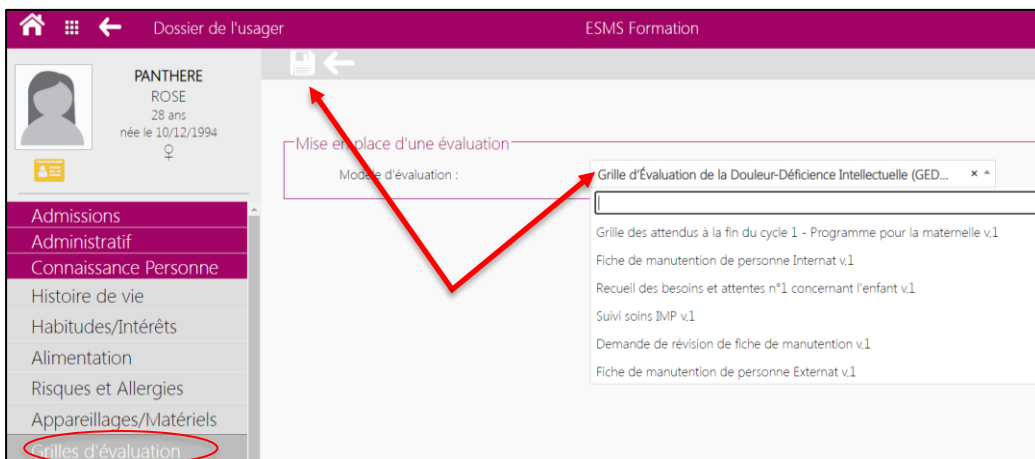 Dossier de l'usager
ESMS Formation
PANTHERE
ROSE
28 ans
née le 10/12/1994
Mise en place d'une évaluation
Modèle d'évaluation :
Grille d'Évaluation de la Douleur-Déficience Intellectuelle (GED...
Grille des attendus à la fin du cycle 1 - Programme pour la maternelle v.1
Fiche de manutention de personne Internat v.1
Recueil des besoins et attentes n°1 concernant l'enfant v.1
Suivi soins IMP v.1
Demande de révision de fiche de manutention v.1
Fiche de manutention de personne Externat v.1
Admissions
Administratif
Connaissance Personne
Histoire de vie
Habitudes/Intérêts
Alimentation
Risques et Allergies
Appareillages/Matériels
Grilles d'évaluation